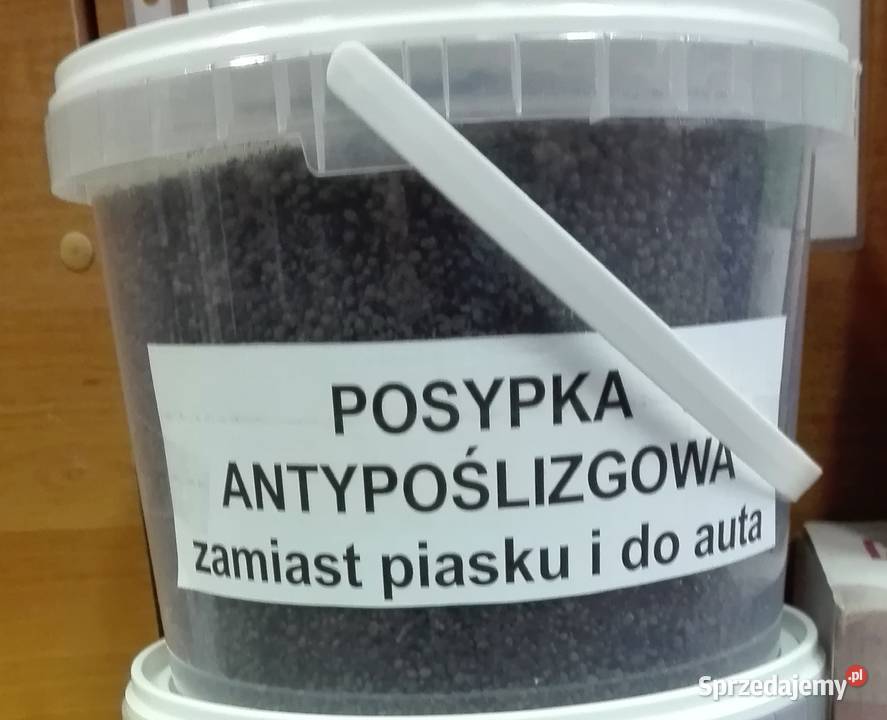 POSYPKA
ANTYPOŚLIZGOWA
zamiast piasku i do auta
Sprzedajemy.pl